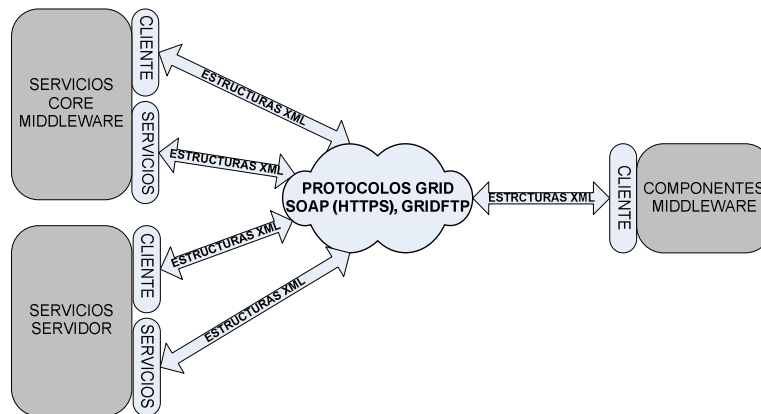 SERVICIOS
CORE
MIDDLEWARE
CLIENTE
SERVICIOS
ESTRUCTURAS XML
ESTRUCTURAS XML
PROTOCOLOS GRID
SOAP (HTTPS), GRIDFTP
ESTRCTURAS XML
CLIENTE
COMPONENTES
MIDDLEWARE
SERVICIOS
SERVIDOR
CLIENTE
SERVICIOS
ESTRUCTURAS XML
ESTRUCTURAS XML